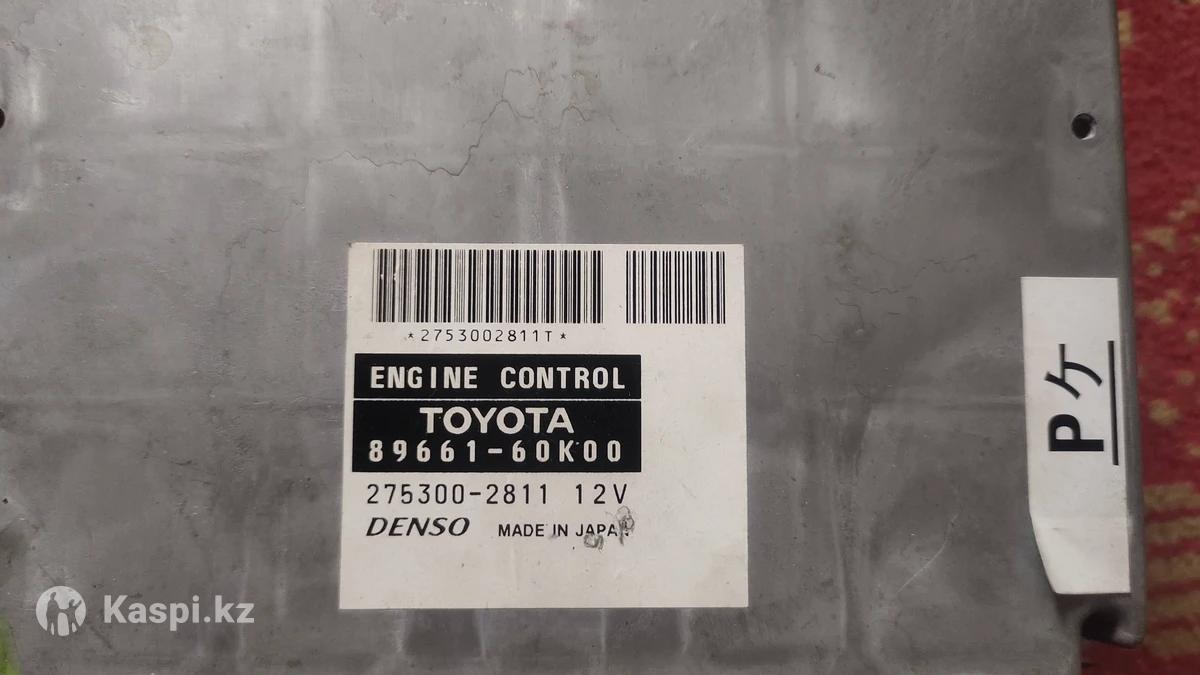 *2753002811T*
ENGINE CONTROL
TOYOTA
89661-60K00
275300-2811 12V
DENSO MADE IN JAPAN
Pケ
Kaspi.kz